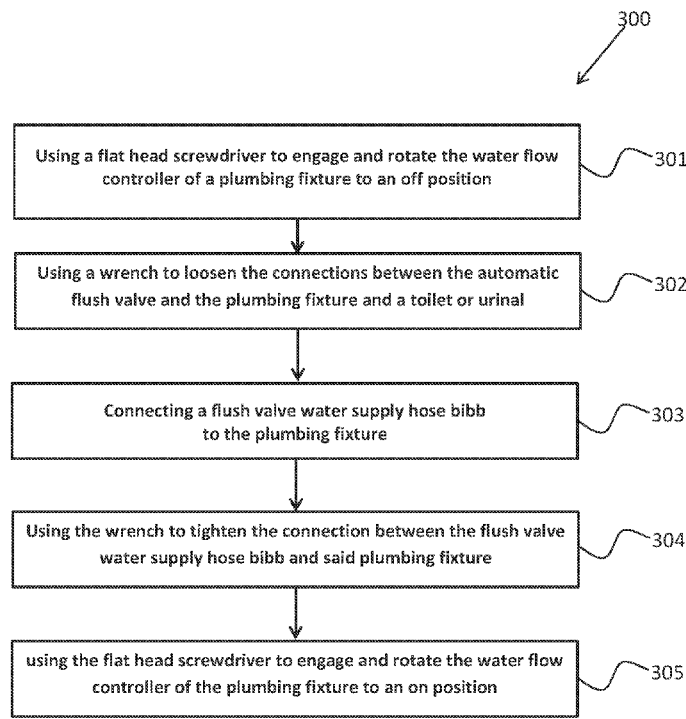 300
Using a flat head screwdriver to engage and rotate the water flow
controller of a plumbing fixture to an off position
301
Using a wrench to loosen the connections between the automatic
flush valve and the plumbing fixture and a toilet or urinal
302
Connecting a flush valve water supply hose bibb
to the plumbing fixture
303
Using the wrench to tighten the connection between the flush valve
water supply hose bibb and said plumbing fixture
304
using the flat head screwdriver to engage and rotate the water flow
controller of the plumbing fixture to an on position
305